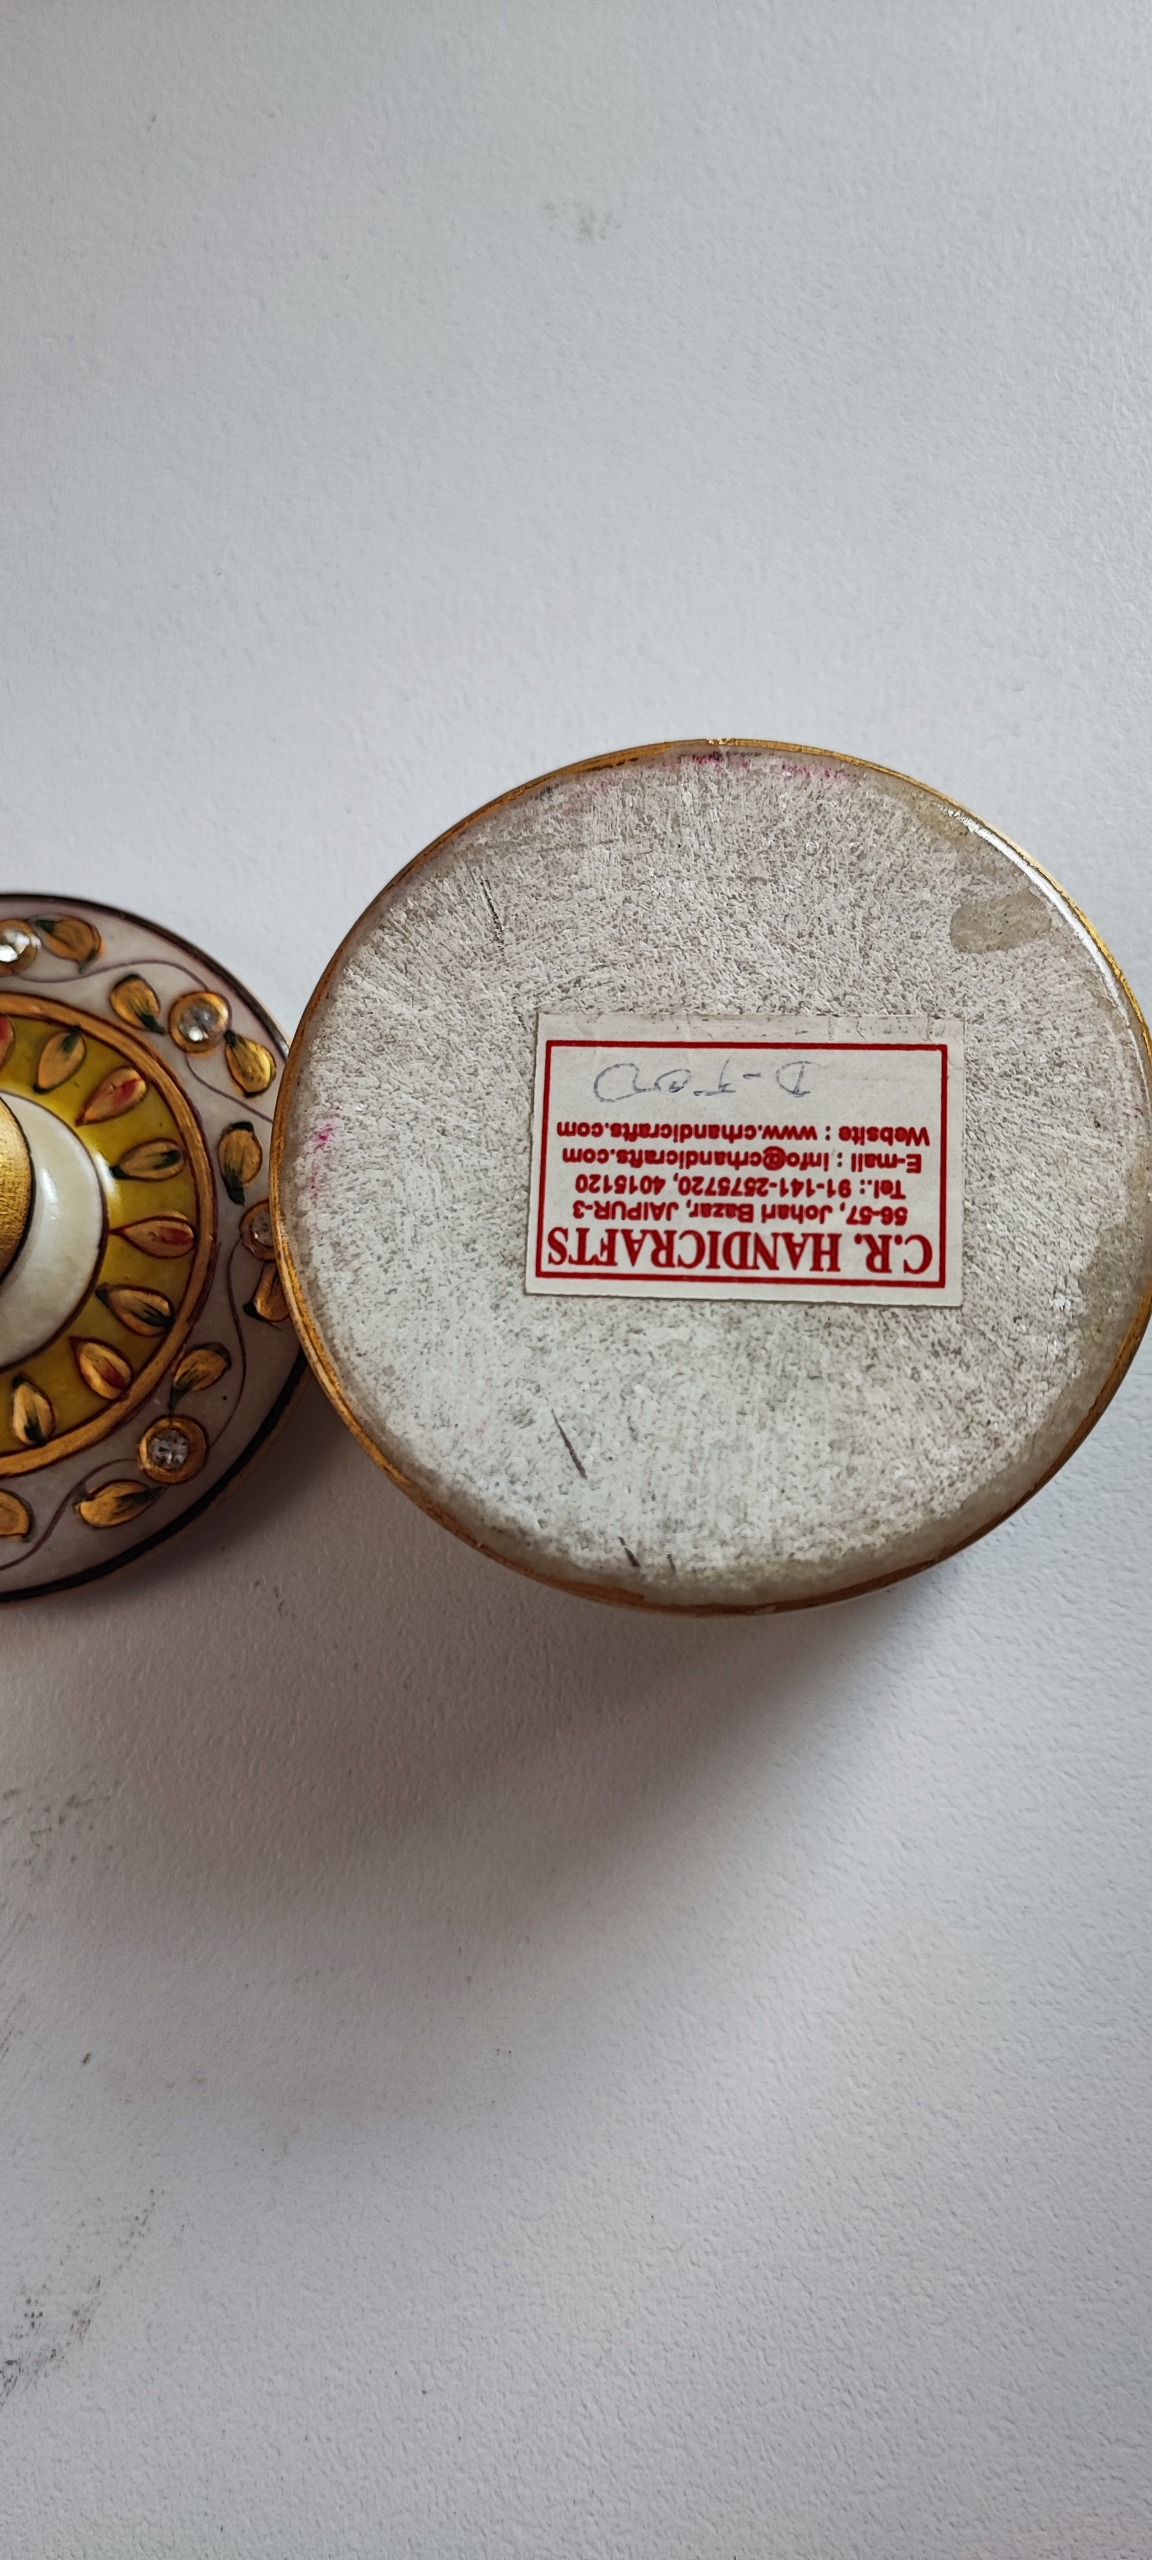 C.R. HANDICRAFTS
56-57, Johari Bazar, JAIPUR-3
Tel.: 91-141-2575720, 4015120
E-mail : info@crhandicrafts.com
Website : www.crhandicrafts.com